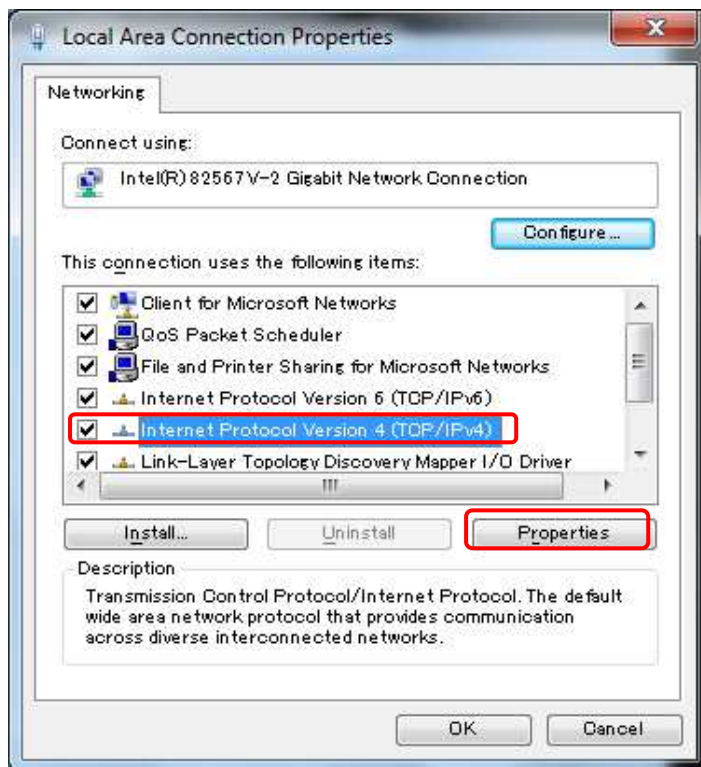 Local Area Connection Properties
Networking
Connect using:
Intel(R) 82567V-2 Gigabit Network Connection
Configure...
This connection uses the following items:
Client for Microsoft Networks
QoS Packet Scheduler
File and Printer Sharing for Microsoft Networks
Internet Protocol Version 6 (TCP/IPv6)
Internet Protocol Version 4 (TCP/IPv4)
Link-Layer Topology Discovery Mapper I/O Driver
Install... Uninstall Properties
Description
Transmission Control Protocol/Internet Protocol. The default
wide area network protocol that provides communication
across diverse interconnected networks.
OK Cancel